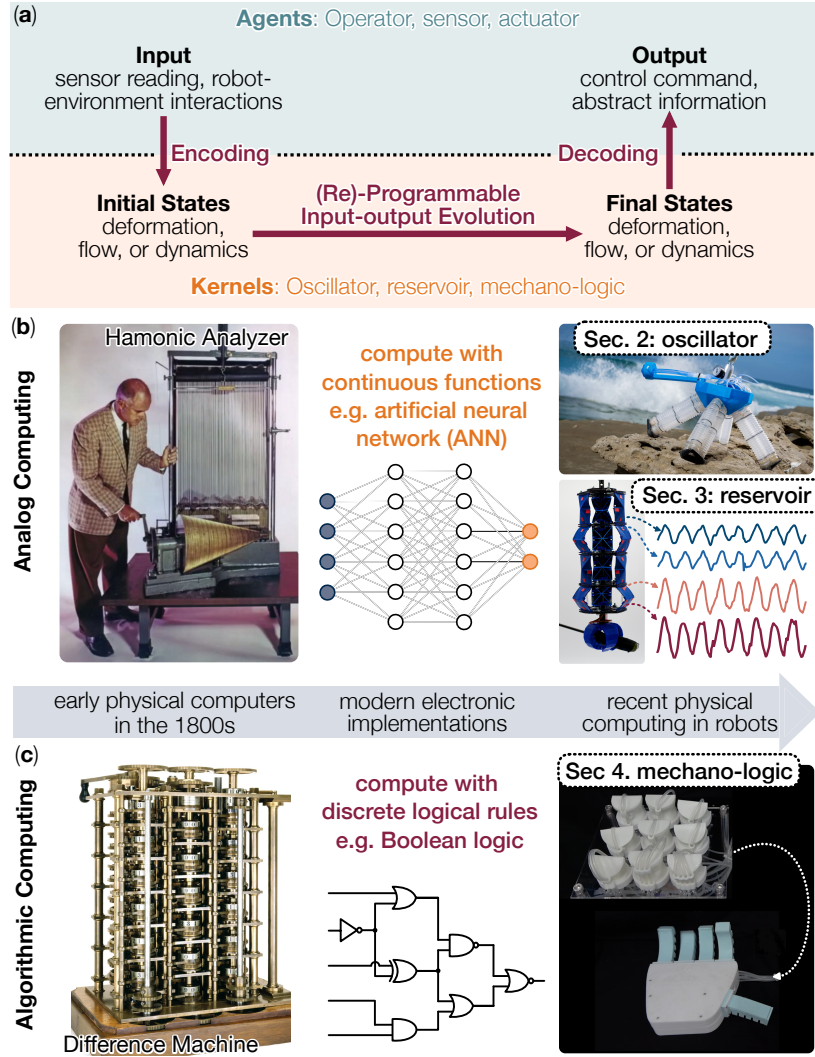 (a)
Agents: Operator, sensor, actuator
Input
sensor reading, robot-
environment interactions
Output
control command,
abstract information
Encoding
Decoding
Initial States
deformation,
flow, or dynamics
(Re)-Programmable
Input-output Evolution
Final States
deformation,
flow, or dynamics
Kernels: Oscillator, reservoir, mechano-logic
(b)
Analog Computing
Hamonic Analyzer
compute with
continuous functions
e.g. artificial neural
network (ANN)
Sec. 2: oscillator
Sec. 3: reservoir
early physical computers
in the 1800s
modern electronic
implementations
recent physical
computing in robots
(c)
Algorithmic Computing
Difference Machine
compute with
discrete logical rules
e.g. Boolean logic
Sec 4. mechano-logic